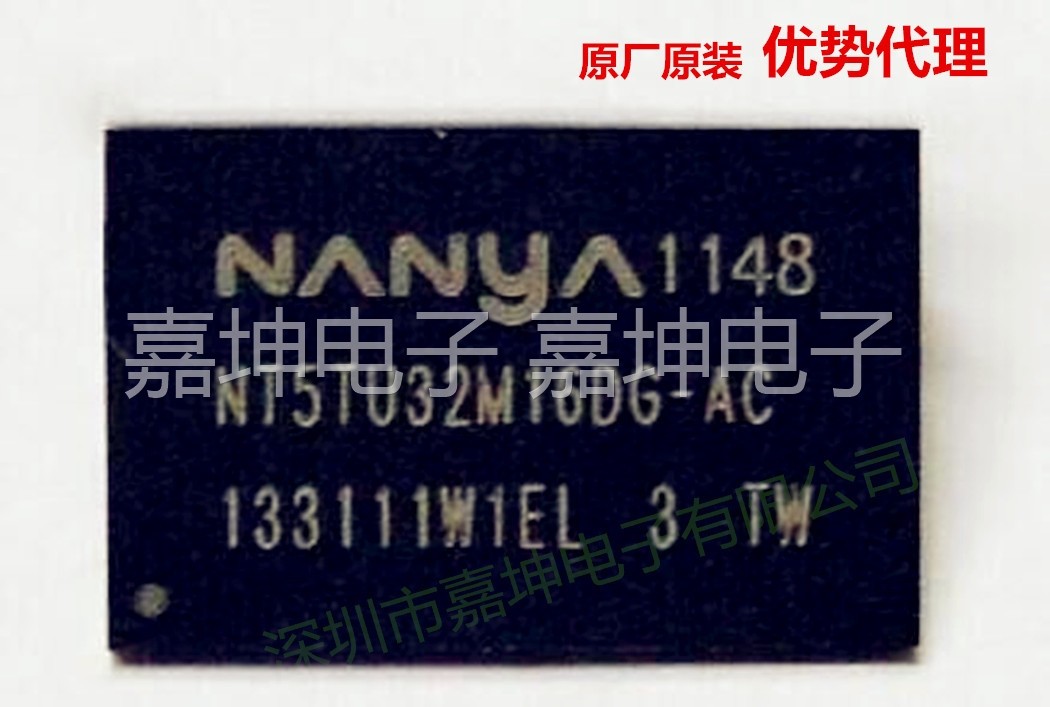 原厂原装 优势代理
NANYA 1148
嘉坤电子 嘉坤电子
NT5TU32M16DG-AC
133111W1EL 3 TW
深圳市嘉坤电子有限公司